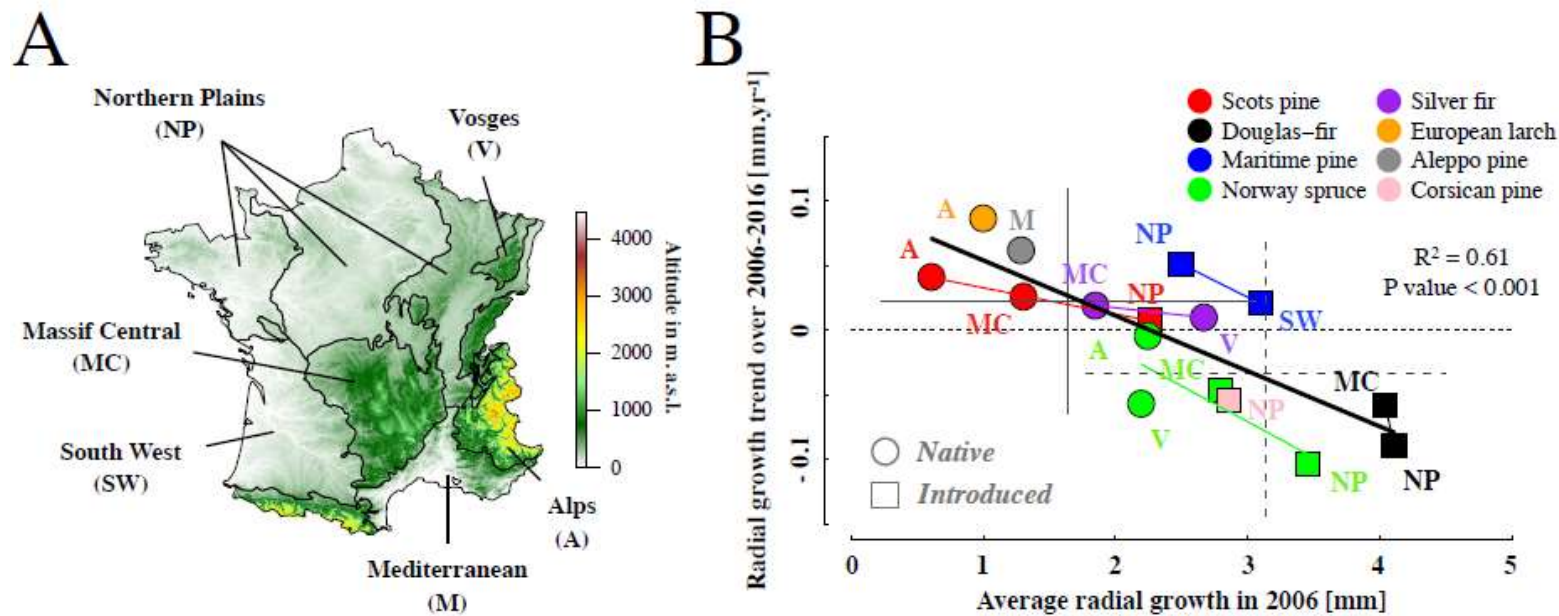 A
Northern Plains
(NP)
Vosges
(V)
Massif Central
(MC)
South West
(SW)
Alps
(A)
Mediterranean
(M)
4000
3000
2000
1000
0
Altitude in m. a.s.l.
B
Radial growth trend over 2006-2016 [mm.yr⁻¹]
0.1
0
-0.1
Scots pine
Douglas–fir
Maritime pine
Norway spruce
Silver fir
European larch
Aleppo pine
Corsican pine
R² = 0.61
P value < 0.001
A
M
NP
A
MC
NP
MC
SW
A
V
MC
MC
NP
V
NP
NP
Native
Introduced
0 1 2 3 4 5
Average radial growth in 2006 [mm]